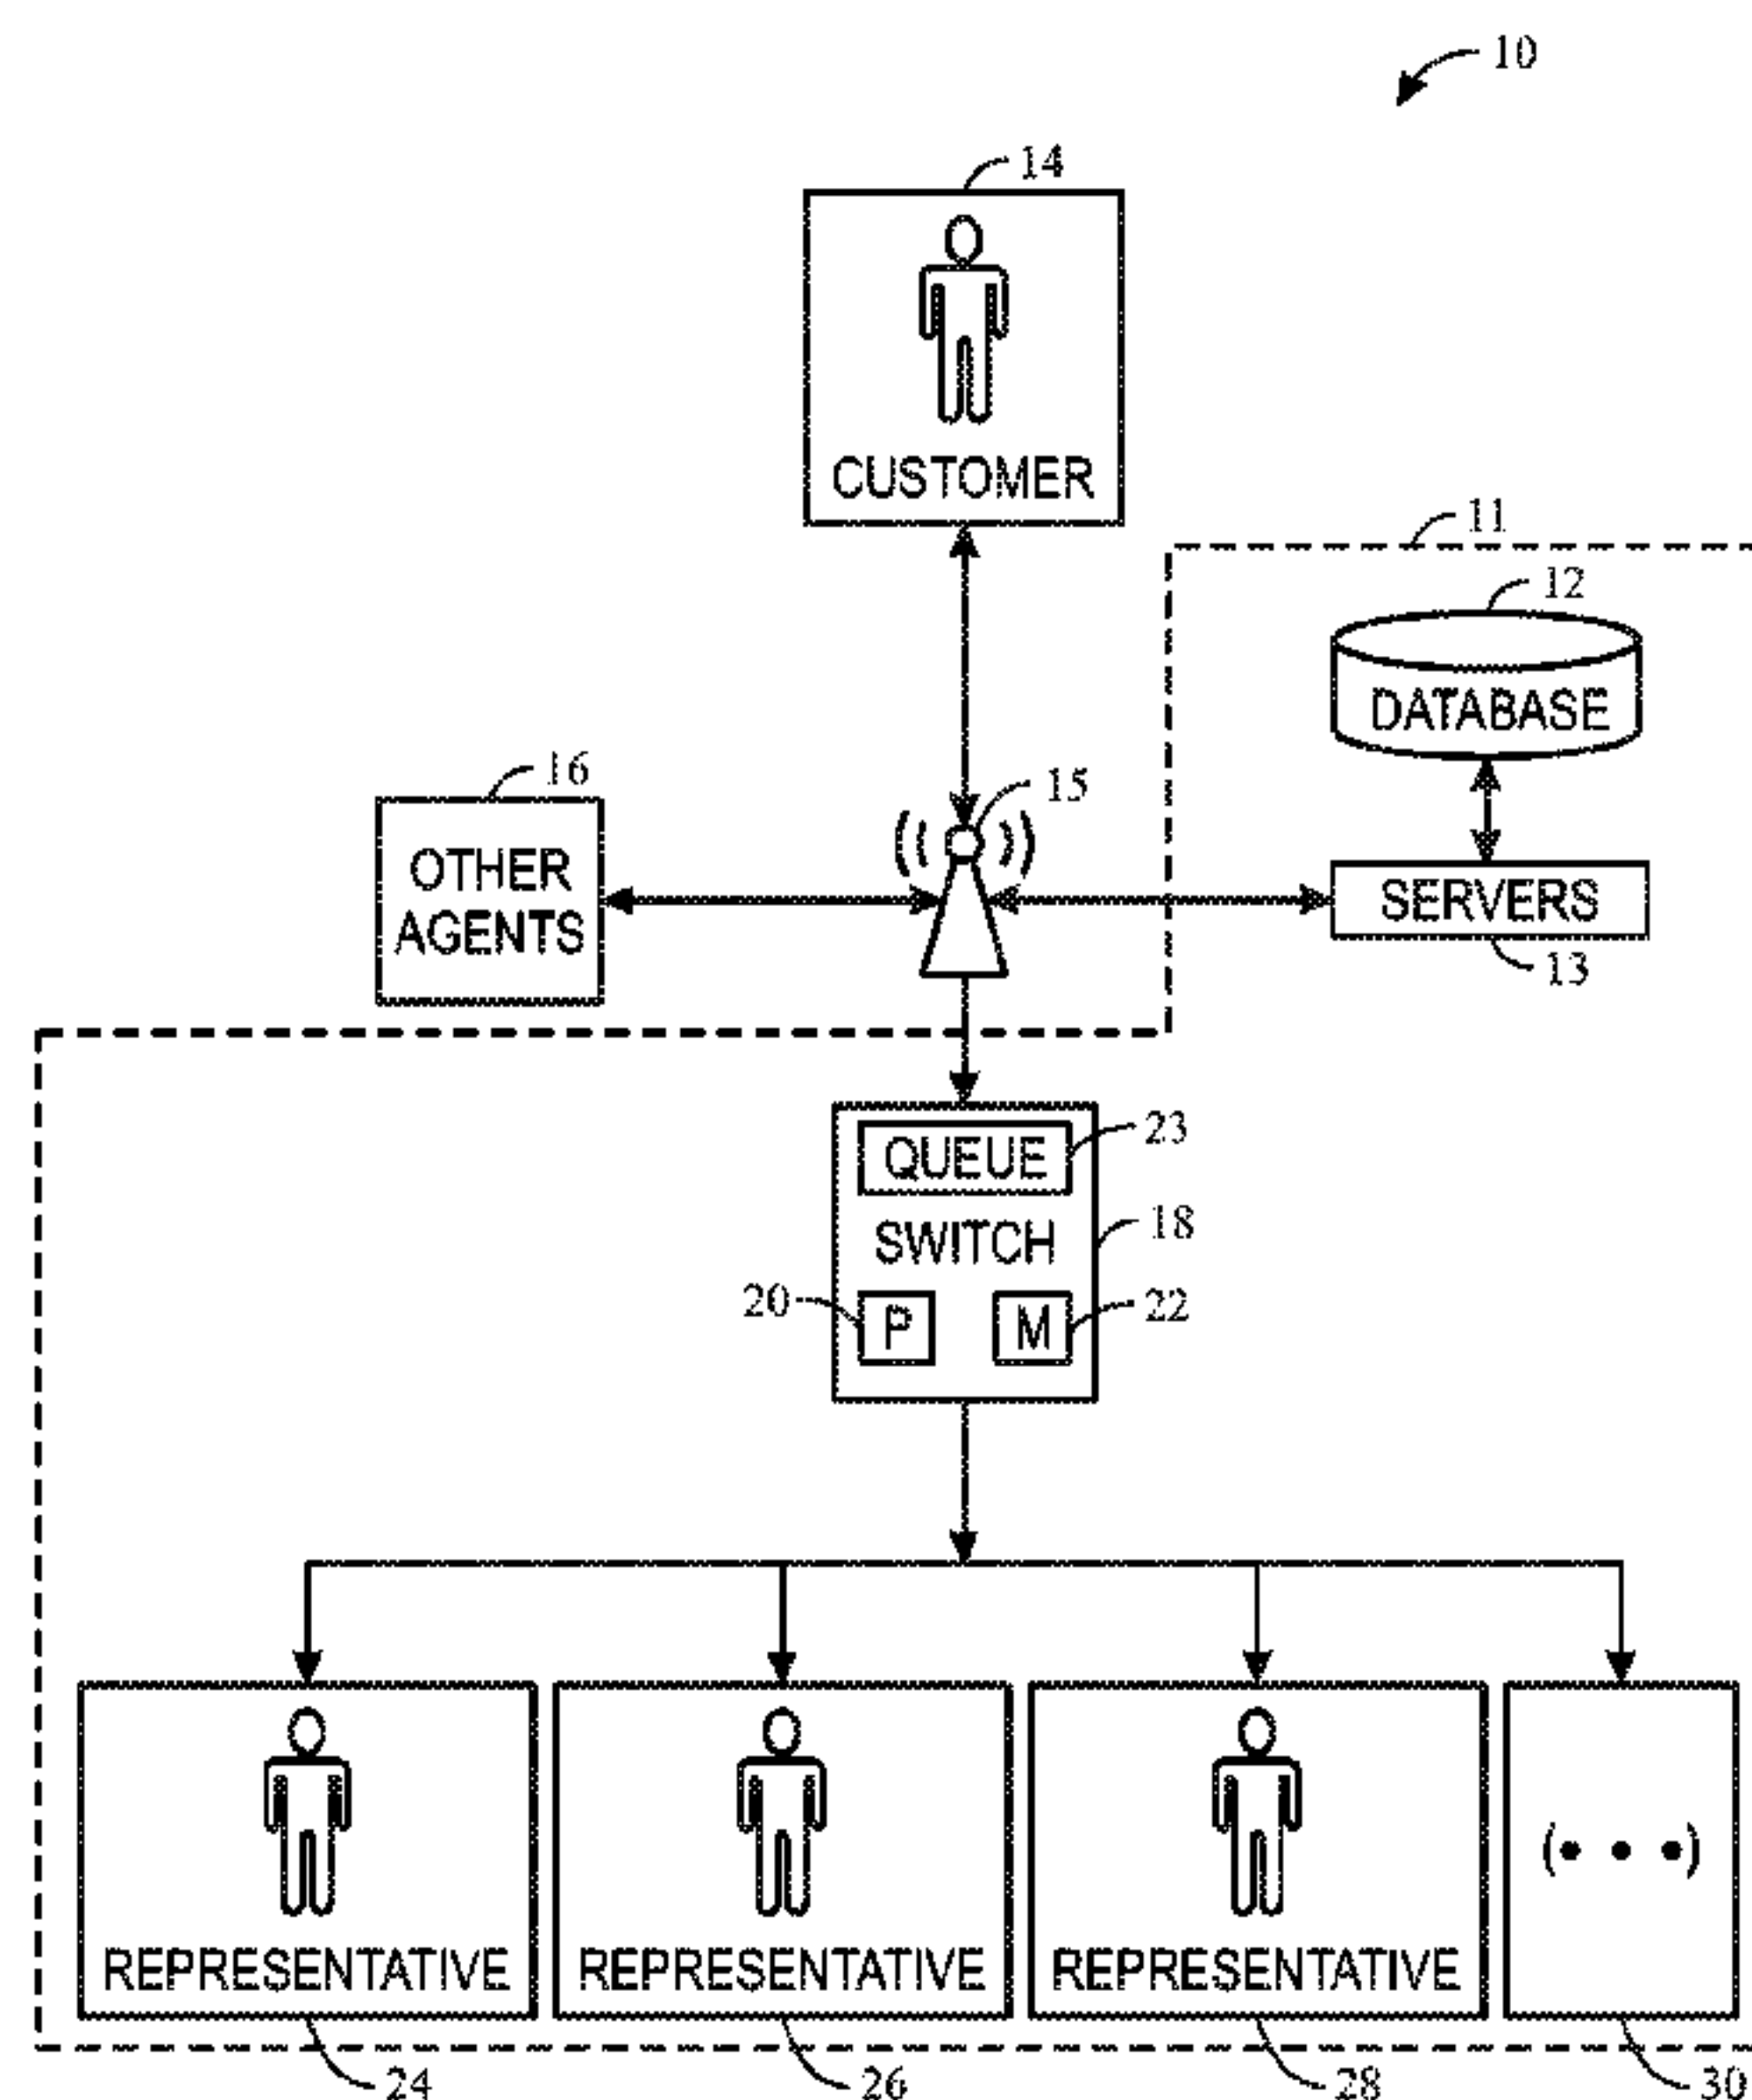 10
14
CUSTOMER
11
12
DATABASE
16
15
OTHER
AGENTS
SERVERS
13
QUEUE
23
SWITCH
18
20
P
M
22
REPRESENTATIVE
REPRESENTATIVE
REPRESENTATIVE
(• • •)
24
26
28
30